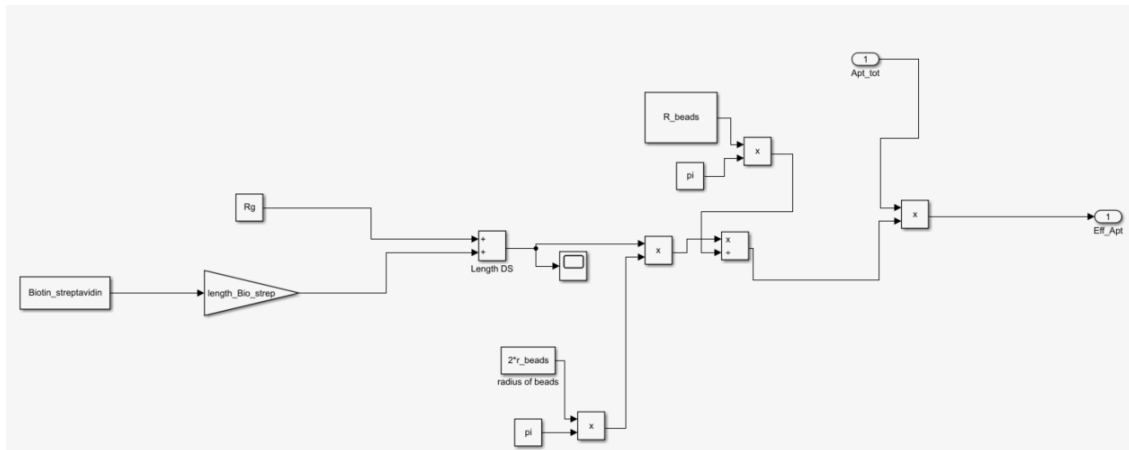 1
Apt_tot
R_beads
x
pi
Rg
x
+
+
Length DS
x
x
÷
1
Eff_Apt
Biotin_streptavidin
length_Bio_strep
2*r_beads
radius of beads
x
pi